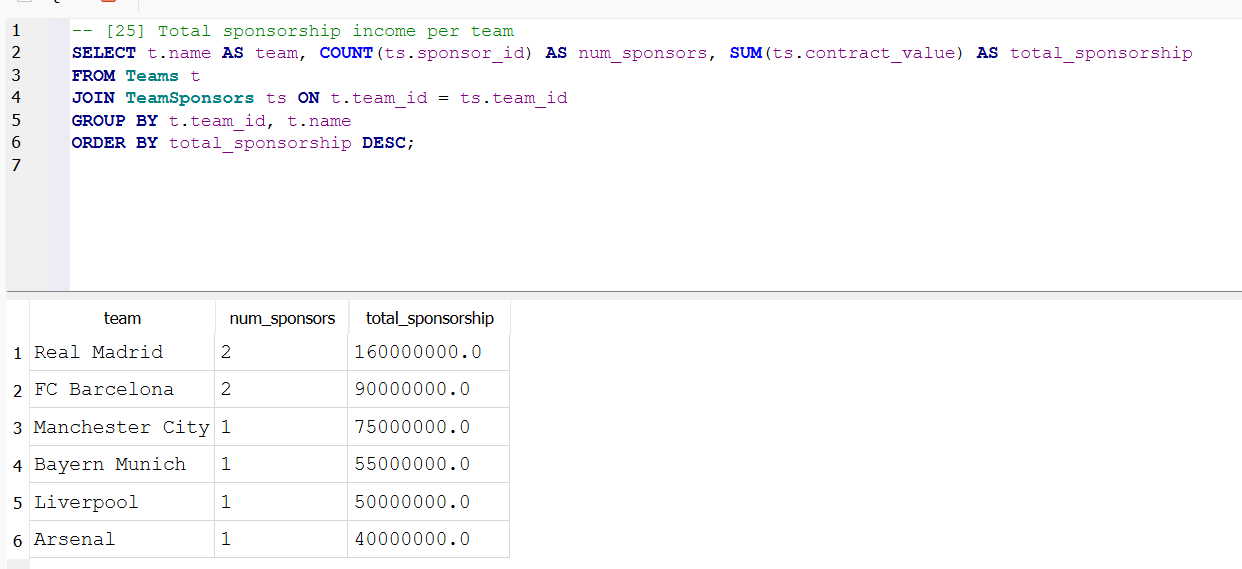 1 -- [25] Total sponsorship income per team
2 SELECT t.name AS team, COUNT(ts.sponsor_id) AS num_sponsors, SUM(ts.contract_value) AS total_sponsorship
3 FROM Teams t
4 JOIN TeamSponsors ts ON t.team_id = ts.team_id
5 GROUP BY t.team_id, t.name
6 ORDER BY total_sponsorship DESC;
7
team num_sponsors total_sponsorship
1 Real Madrid 2 160000000.0
2 FC Barcelona 2 90000000.0
3 Manchester City 1 75000000.0
4 Bayern Munich 1 55000000.0
5 Liverpool 1 50000000.0
6 Arsenal 1 40000000.0